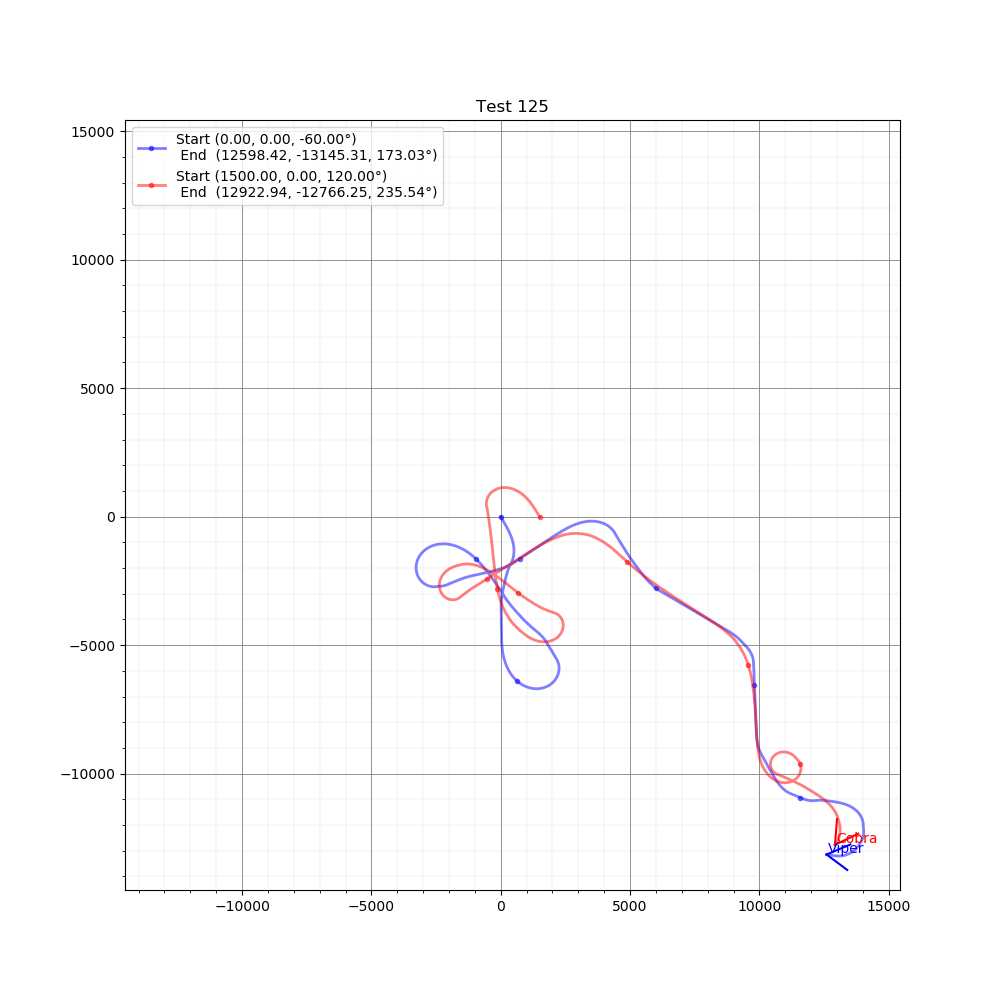 Test 125
Start (0.00, 0.00, -60.00°)
End  (12598.42, -13145.31, 173.03°)
Start (1500.00, 0.00, 120.00°)
End  (12922.94, -12766.25, 235.54°)
15000
10000
5000
0
−5000
−10000
Cobra
Viper
−10000 −5000 0 5000 10000 15000